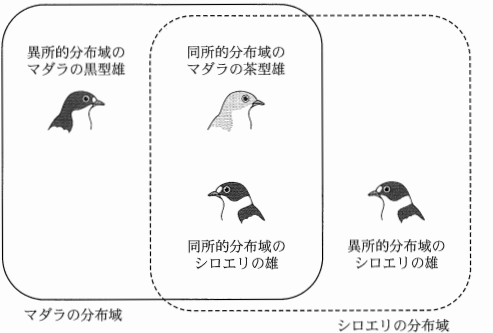 異所的分布域の
マダラの黒型雄
同所的分布域の
マダラの茶型雄
同所的分布域の
シロエリの雄
異所的分布域の
シロエリの雄
マダラの分布域
シロエリの分布域